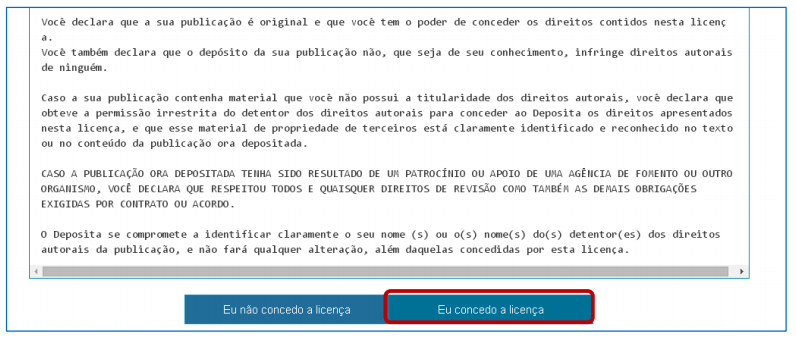 Você declara que a sua publicação é original e que você tem o poder de conceder os direitos contidos nesta licenç
a.
Você também declara que o depósito da sua publicação não, que seja de seu conhecimento, infringe direitos autorais
de ninguém.
Caso a sua publicação contenha material que você não possui a titularidade dos direitos autorais, você declara que
obteve a permissão irrestrita do detentor dos direitos autorais para conceder ao Deposita os direitos apresentados
nesta licença, e que esse material de propriedade de terceiros está claramente identificado e reconhecido no texto
ou no conteúdo da publicação ora depositada.
CASO A PUBLICAÇÃO ORA DEPOSITADA TENHA SIDO RESULTADO DE UM PATROCÍNIO OU APOIO DE UMA AGÊNCIA DE FOMENTO OU OUTRO
ORGANISMO, VOCÊ DECLARA QUE RESPEITOU TODOS E QUAISQUER DIREITOS DE REVISÃO COMO TAMBÉM AS DEMAIS OBRIGAÇÕES
EXIGIDAS POR CONTRATO OU ACORDO.
O Deposita se compromete a identificar claramente o seu nome (s) ou o(s) nome(s) do(s) detentor(es) dos direitos
autorais da publicação, e não fará qualquer alteração, além daquelas concedidas por esta licença.
Eu não concedo a licença Eu concedo a licença